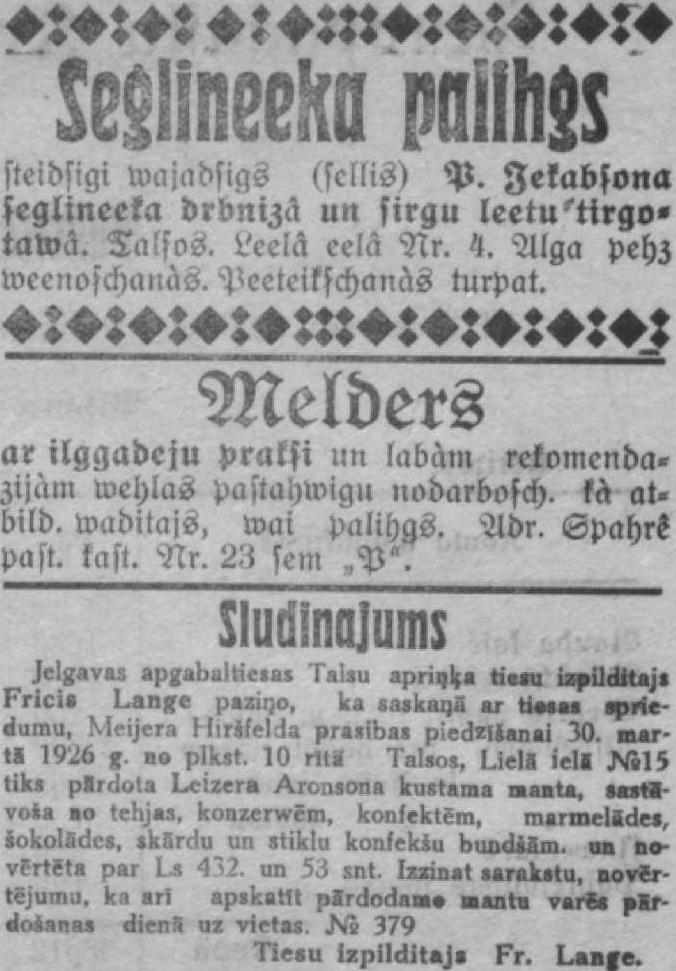 Seglineeka palihgs
steidsigi wajadsigs (sellis) P. Jekabsona
seglineeka drbnizâ un sirgu leetu tirgo=
tawâ. Talsos. Leelâ eelâ Nr. 4. Alga pehz
weenoschanàs. Peeteikschanàs turpat.
Melders
ar ilggadeju praksi un labàm rekomenda=
zijàm wehlas pastahwigu nodarbosch. kà at=
bild. waditajs, wai palihgs. Adr. Spahrê
past. kast. Nr. 23 sem „P“.
Sludinajums
Jelgavas apgabaltiesas Talsu apriņķa tiesu izpilditajs
Fricis Lange paziņo, ka saskaņā ar tiesas sprie-
dumu, Meijera Hiršfelda prasības piedzīšanai 30. mar-
tā 1926 g. no plkst. 10 rītā Talsos, Lielā ielā №15
tiks pārdota Leizera Aronsona kustama manta, sastā-
voša no tehjas, konzerwēm, konfektēm, marmelādes,
šokolādes, skārdu un stiklu konfekšu bundšām. un no-
vērtēta par Ls 432. un 53 snt. Izzinat sarakstu, novēr-
tējumu, ka arī apskatīt pārdodamo mantu varēs pār-
došanas dienā uz vietas. № 379
Tiesu izpilditajs Fr. Lange.